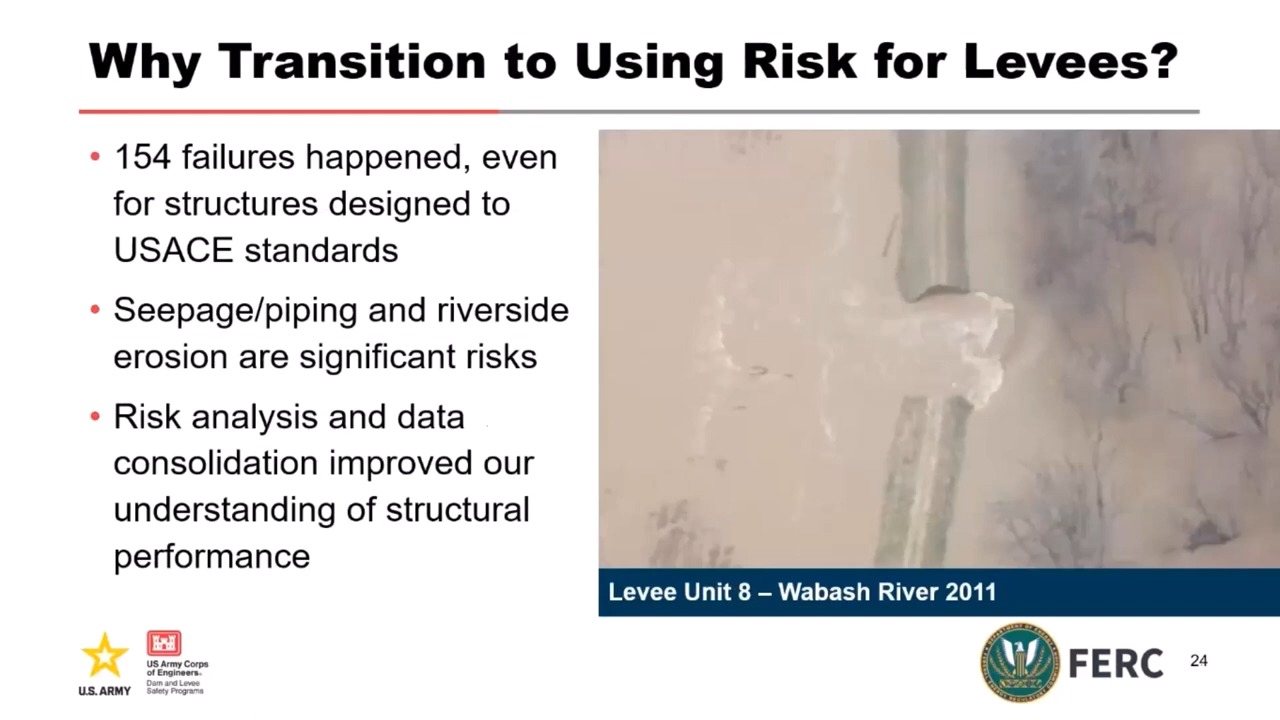 Why Transition to Using Risk for Levees?
• 154 failures happened, even
for structures designed to
USACE standards
• Seepage/piping and riverside
erosion are significant risks
• Risk analysis and data
consolidation improved our
understanding of structural
performance
Levee Unit 8 – Wabash River 2011
U.S. ARMY
US Army Corps
of Engineers®
Dam and Levee
Safety Programs
FERC
24